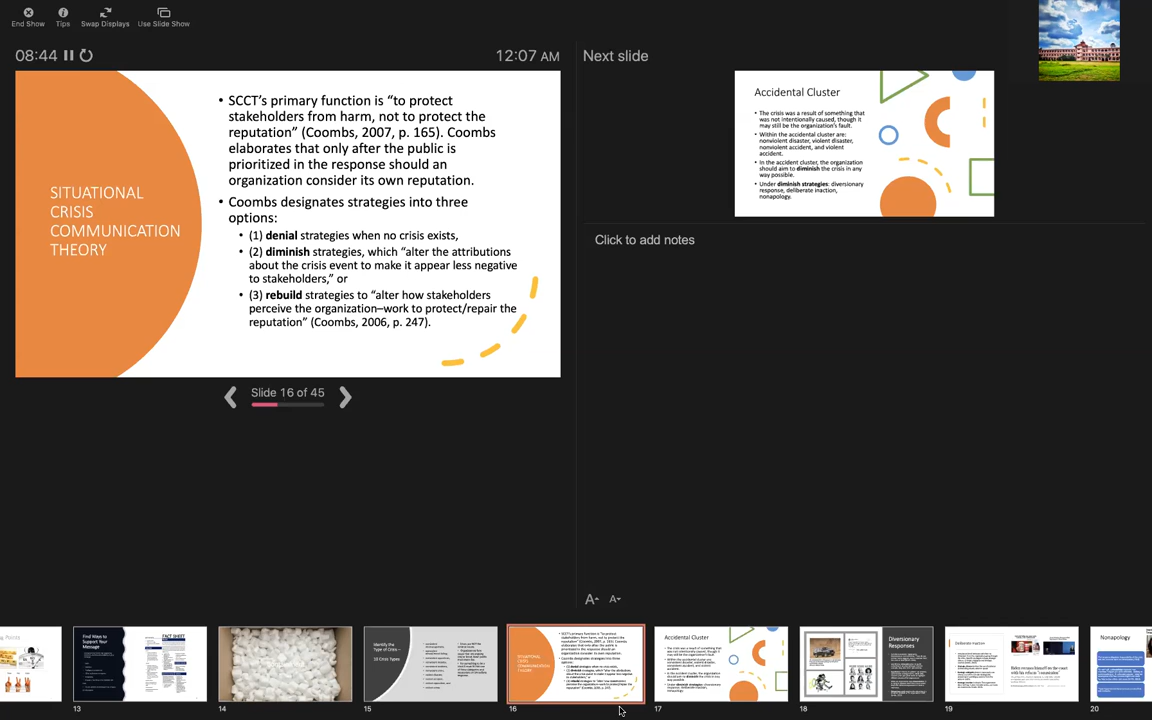 End Show
Tips
Swap Displays
Use Slide Show
08:44
12:07 AM
SITUATIONAL
CRISIS
COMMUNICATION
THEORY
• SCCT’s primary function is “to protect
stakeholders from harm, not to protect the
reputation” (Coombs, 2007, p. 165). Coombs
elaborates that only after the public is
prioritized in the response should an
organization consider its own reputation.
• Coombs designates strategies into three
options:
• (1) denial strategies when no crisis exists,
• (2) diminish strategies, which “alter the attributions
about the crisis event to make it appear less negative
to stakeholders,” or
• (3) rebuild strategies to “alter how stakeholders
perceive the organization–work to protect/repair the
reputation” (Coombs, 2006, p. 247).
Slide 16 of 45
Next slide
Accidental Cluster
• The crisis was a result of something that
was not intentionally caused, though it
may still be the organization’s fault.
• Within the accidental cluster are:
nonviolent disaster, violent disaster,
nonviolent accident, and violent
accident.
• In the accident cluster, the organization
should aim to diminish the crisis in any
way possible.
• Under diminish strategies: diversionary
response, deliberate inaction,
nonapology.
Click to add notes
A
A
Points
Find Ways to
Support Your
Message
FACT SHEET
Identify the
Type of Crisis –
10 Crisis Types
SITUATIONAL
CRISIS
COMMUNICATION
THEORY
Accidental Cluster
Diversionary
Responses
Deliberate Inaction
Nonapology
13
14
15
16
17
18
19
20